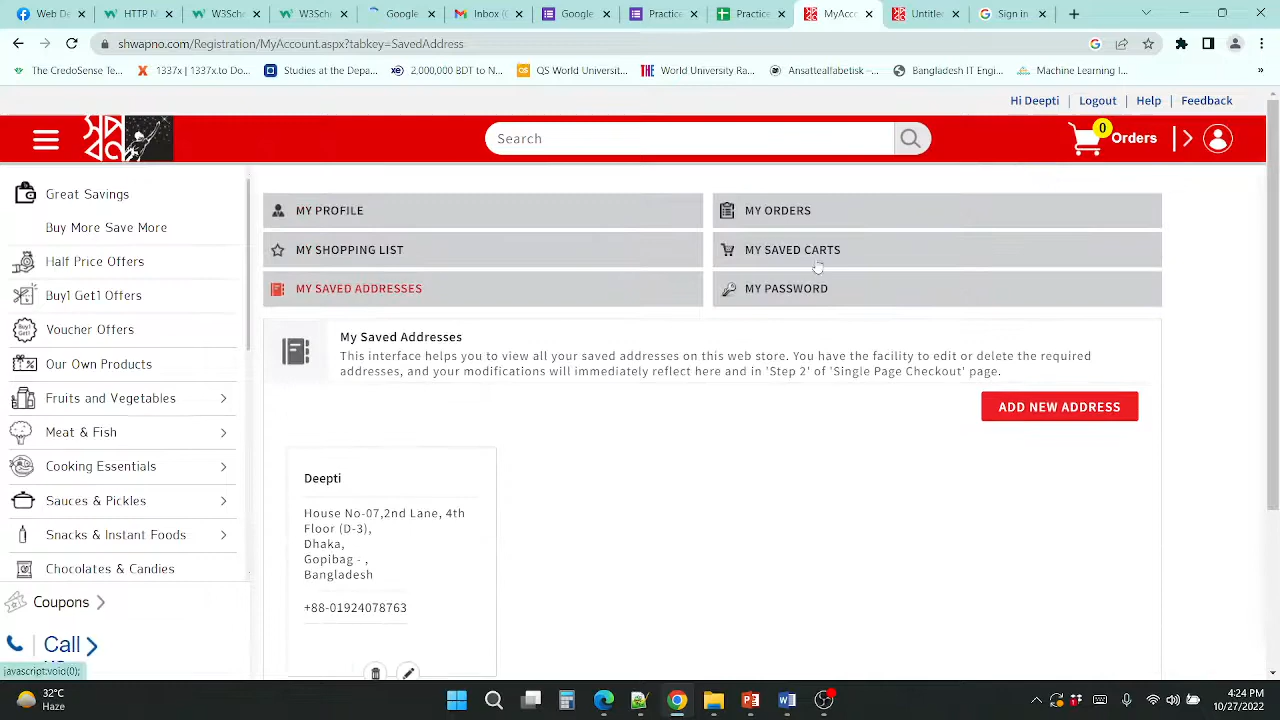 W3Sc
HTTP M
W3Scho
Google
Inbox (
Google
Practice
Practice
MyAcc
Untitle
Sign in
shwapno.com/Registration/MyAccount.aspx?tabkey=SavedAddress
The CredoSense To...
1337x | 1337x.to Do...
Studies at the Depa...
2,000,000 BDT to N...
QS World Universit...
World University Ra...
Ansattalfabetisk –...
Bangladesh IT Engi...
Machine Learning I...
»
Hi Deepti | Logout | Help | Feedback
Search
0
Orders
Great Savings
Buy More Save More
Half Price Offers
Buy1 Get1 Offers
Voucher Offers
Our Own Products
Fruits and Vegetables
Meat & Fish
Cooking Essentials
Sauces & Pickles
Snacks & Instant Foods
Chocolates & Candies
Coupons
Call
javascript:void(0);
MY PROFILE
MY ORDERS
MY SHOPPING LIST
MY SAVED CARTS
MY SAVED ADDRESSES
MY PASSWORD
My Saved Addresses
This interface helps you to view all your saved addresses on this web store. You have the facility to edit or delete the required
addresses, and your modifications will immediately reflect here and in 'Step 2' of 'Single Page Checkout' page.
ADD NEW ADDRESS
Deepti
House No-07,2nd Lane, 4th
Floor (D-3),
Dhaka,
Gopibag - ,
Bangladesh
+88-01924078763
32°C
Haze
4:24 PM
10/27/2022